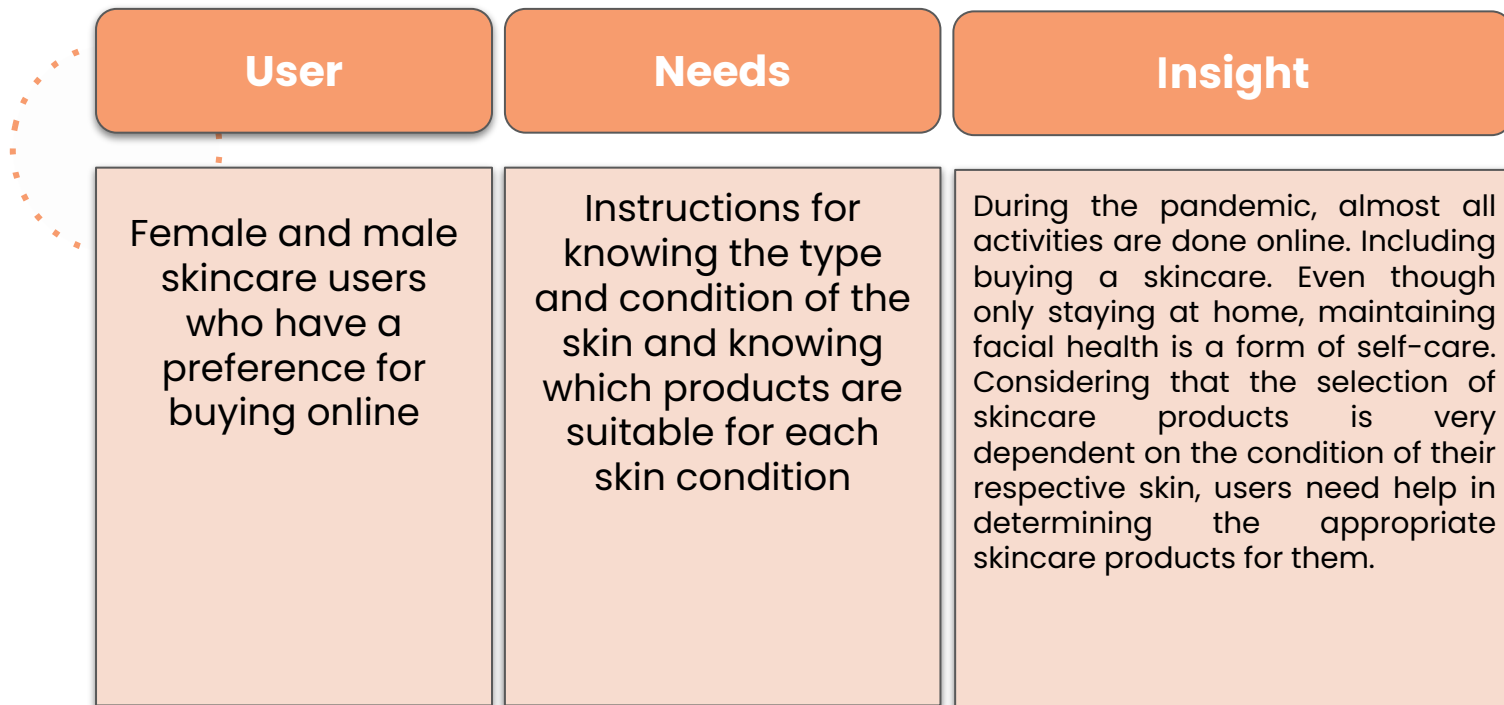 User
Needs
Insight
Female and male
skincare users
who have a
preference for
buying online
Instructions for
knowing the type
and condition of the
skin and knowing
which products are
suitable for each
skin condition
During the pandemic, almost all
activities are done online. Including
buying a skincare. Even though
only staying at home, maintaining
facial health is a form of self-care.
Considering that the selection of
skincare products is very
dependent on the condition of their
respective skin, users need help in
determining the appropriate
skincare products for them.